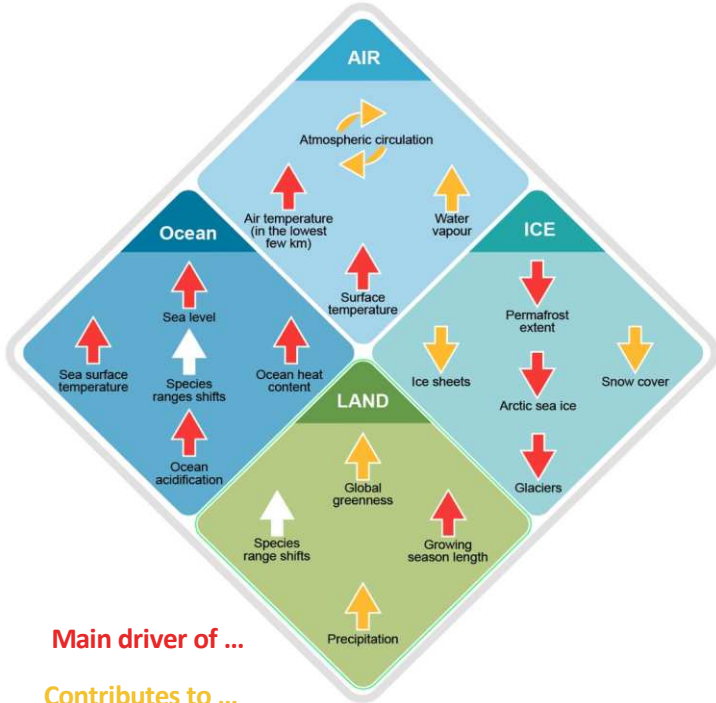 AIR
Atmospheric circulation
Air temperature
(in the lowest
few km)
Water
vapour
Surface
temperature
Ocean
Sea level
Sea surface
temperature
Species
ranges shifts
Ocean heat
content
Ocean
acidification
ICE
Permafrost
extent
Ice sheets
Snow cover
Arctic sea ice
Glaciers
LAND
Global
greenness
Species
range shifts
Growing
season length
Precipitation
Main driver of ...
Contributes to ...